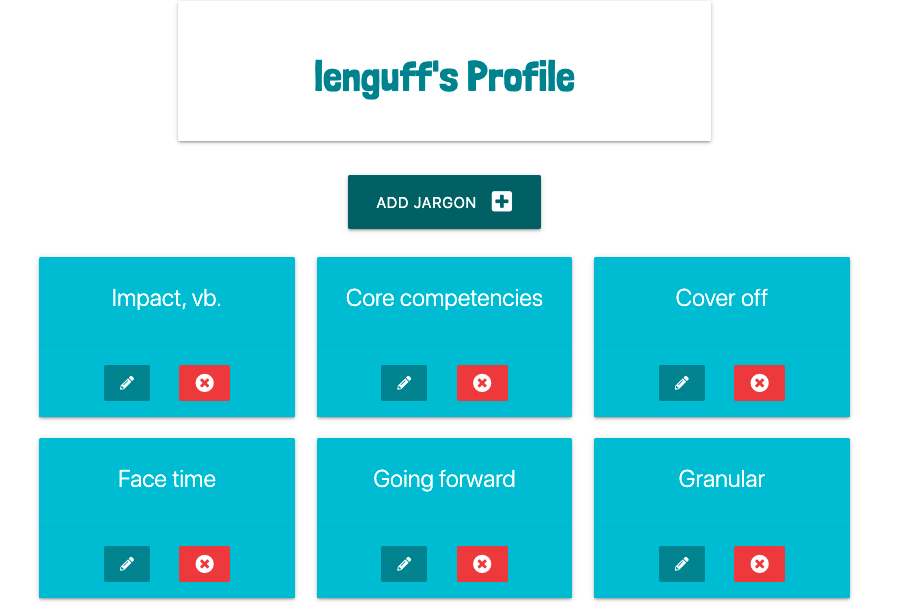 lenguff's Profile
ADD JARGON
Impact, vb.
Core competencies
Cover off
Face time
Going forward
Granular